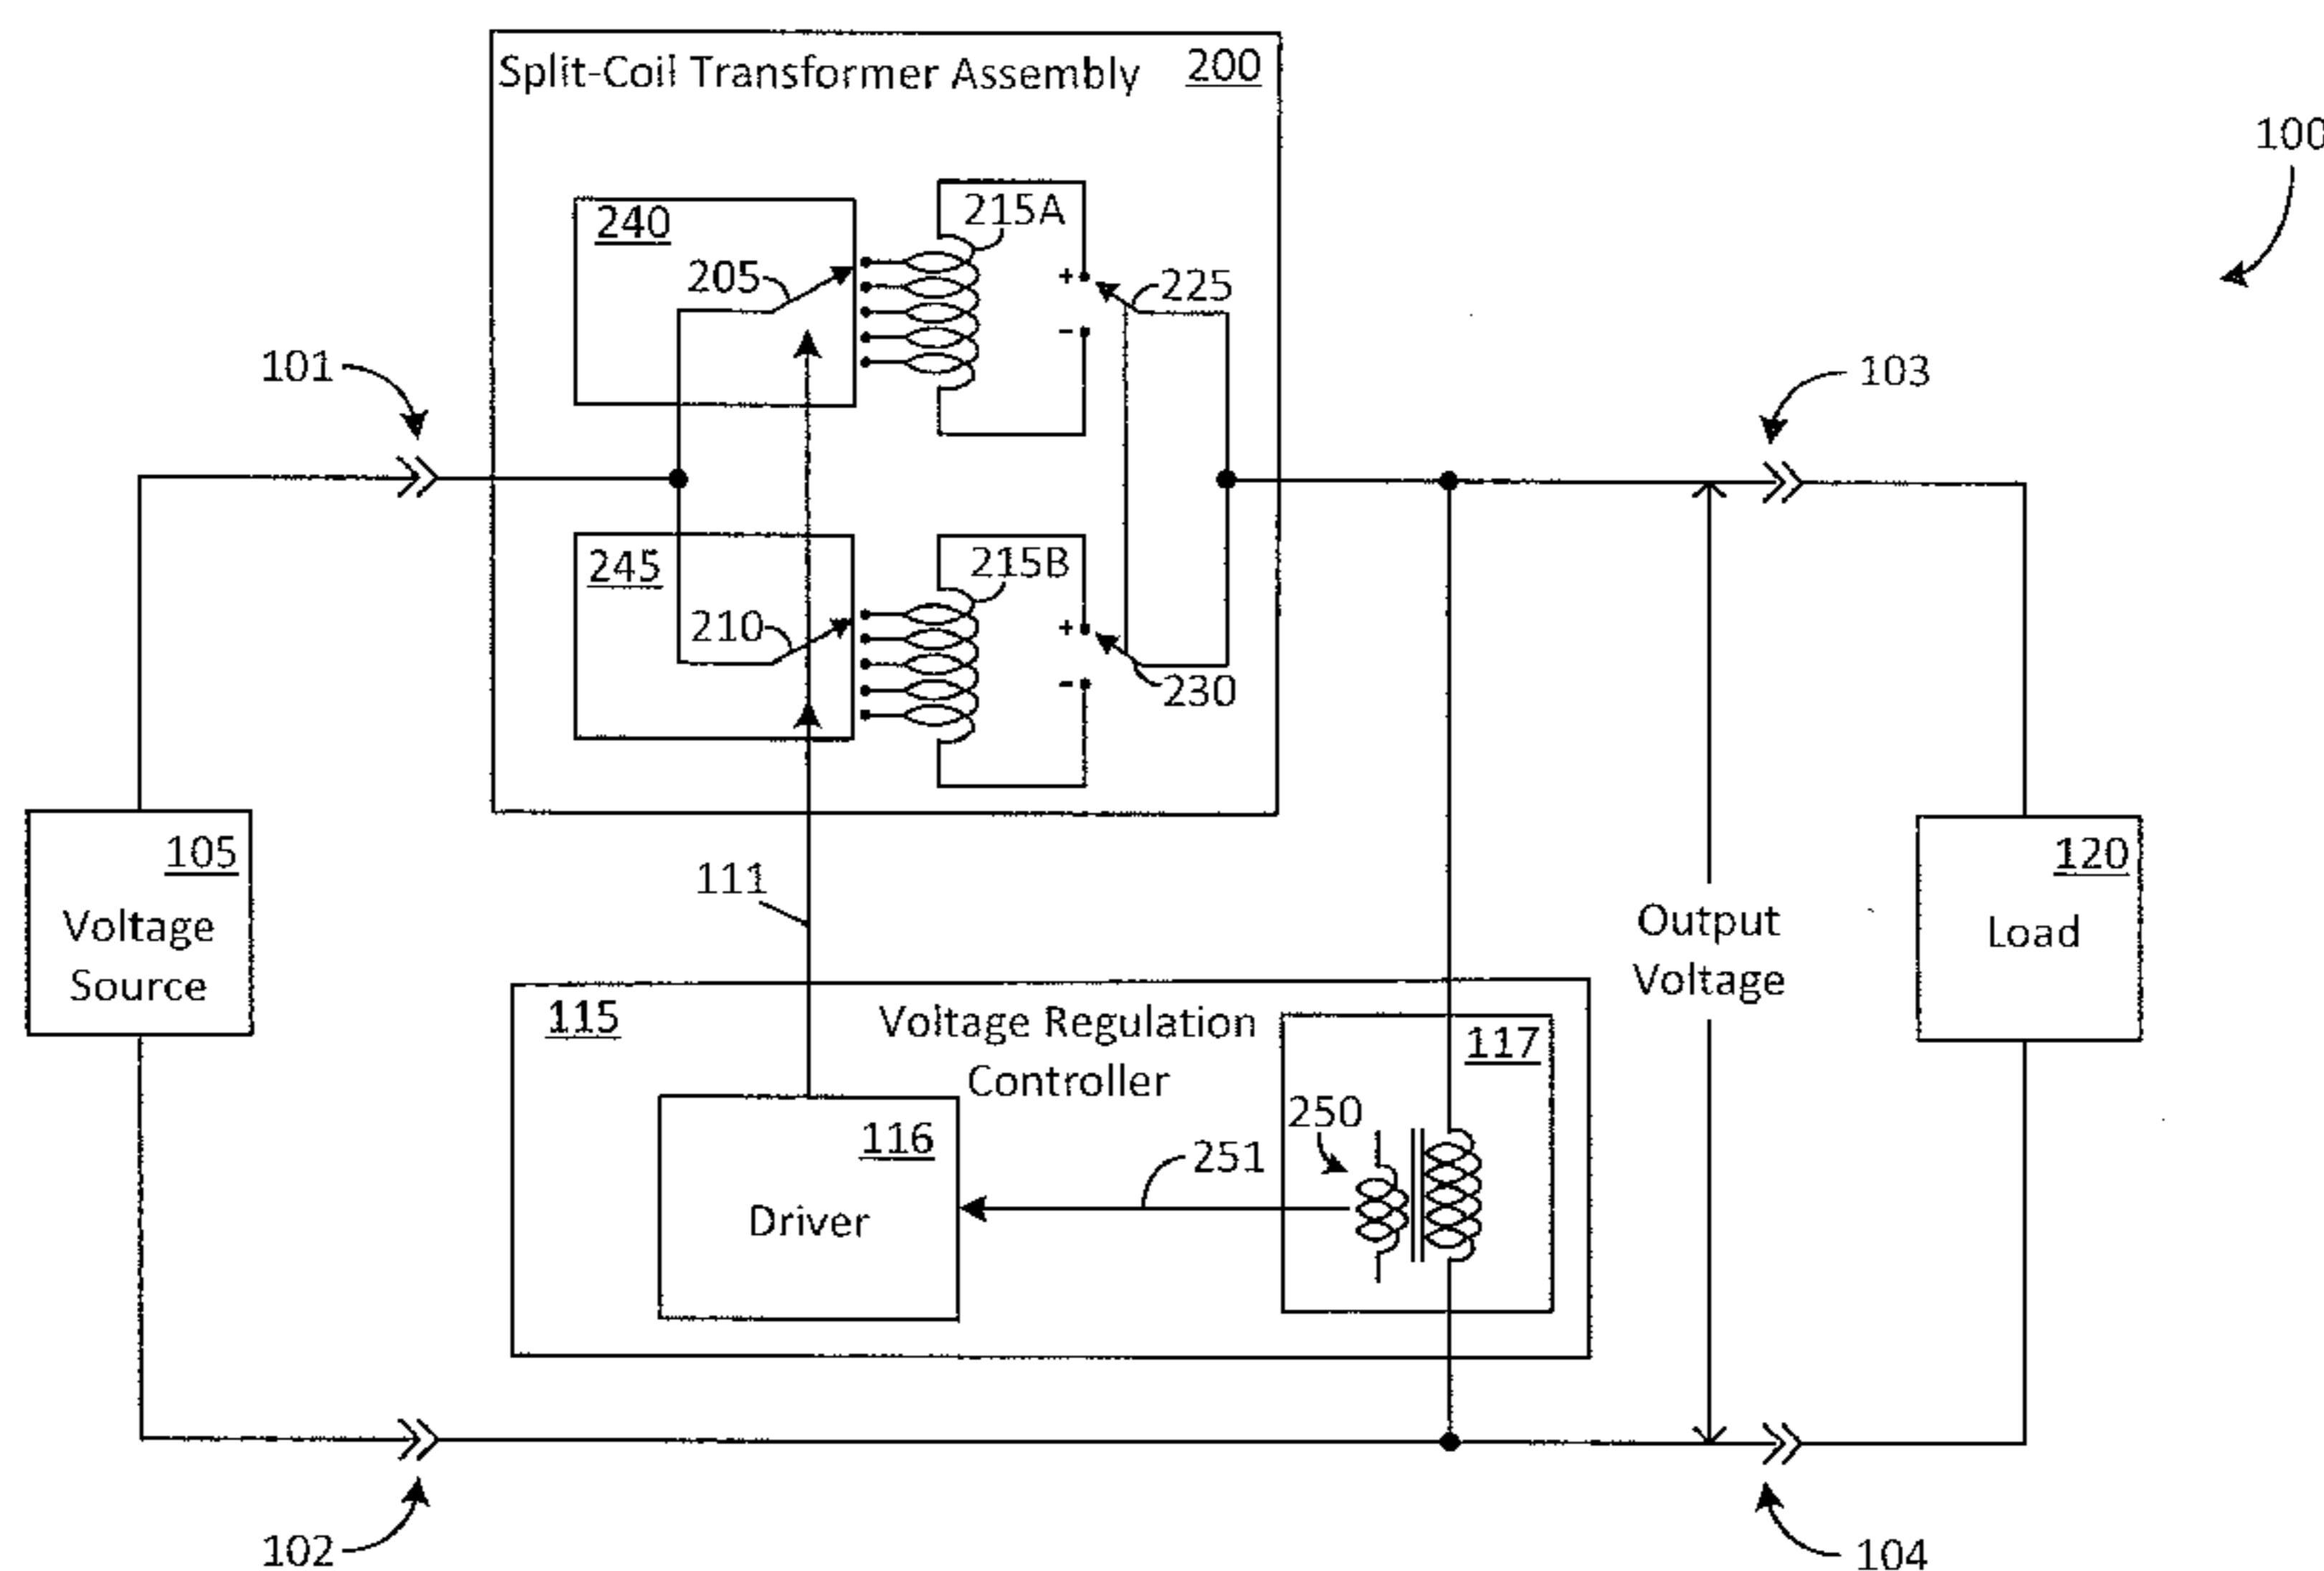 Split-Coil Transformer Assembly 200
100
240
215A
205
+
225
-
101
103
245
215B
210
+
-
230
105
Voltage
Source
111
120
Load
Output
Voltage
115
Voltage Regulation
Controller
117
116
Driver
250
251
102
104